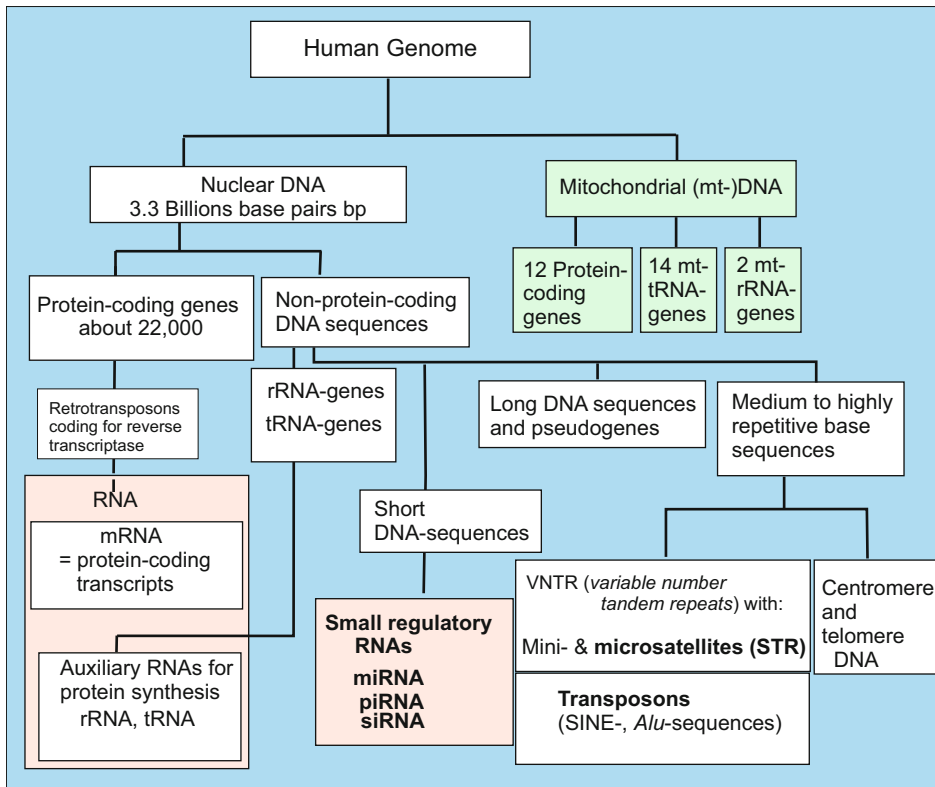 Human Genome
Nuclear DNA
3.3 Billions base pairs bp
Mitochondrial (mt-)DNA
12 Protein-
coding
genes
14 mt-
tRNA-
genes
2 mt-
rRNA-
genes
Protein-coding genes
about 22,000
Non-protein-coding
DNA sequences
Retrotransposons
coding for reverse
transcriptase
rRNA-genes
tRNA-genes
Long DNA sequences
and pseudogenes
Medium to highly
repetitive base
sequences
RNA
mRNA
= protein-coding
transcripts
Auxiliary RNAs for
protein synthesis
rRNA, tRNA
Short
DNA-sequences
Small regulatory
RNAs
miRNA
piRNA
siRNA
VNTR (variable number
tandem repeats) with:
Mini- & microsatellites (STR)
Transposons
(SINE-, Alu-sequences)
Centromere
and
telomere
DNA